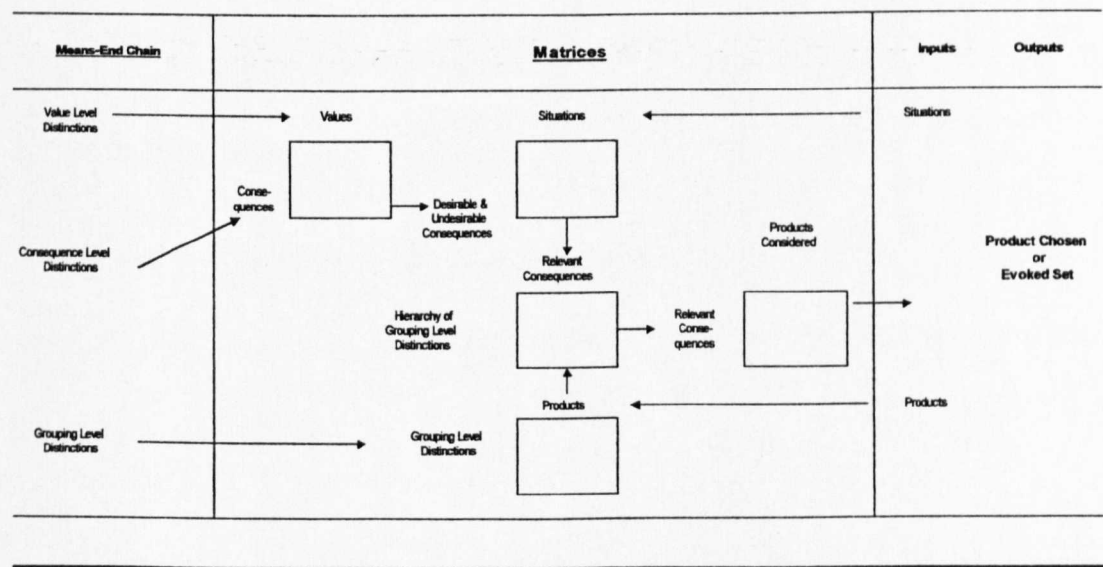 Means-End Chain
Matrices
Inputs
Outputs
Value Level
Distinctions
Values
Situations
Situations
Conse-
quences
Desirable &
Undesirable
Consequences
Products
Considered
Consequence Level
Distinctions
Relevant
Consequences
Product Chosen
or
Evoked Set
Hierarchy of
Grouping Level
Distinctions
Relevant
Conse-
quences
Products
Products
Grouping Level
Distinctions
Grouping Level
Distinctions